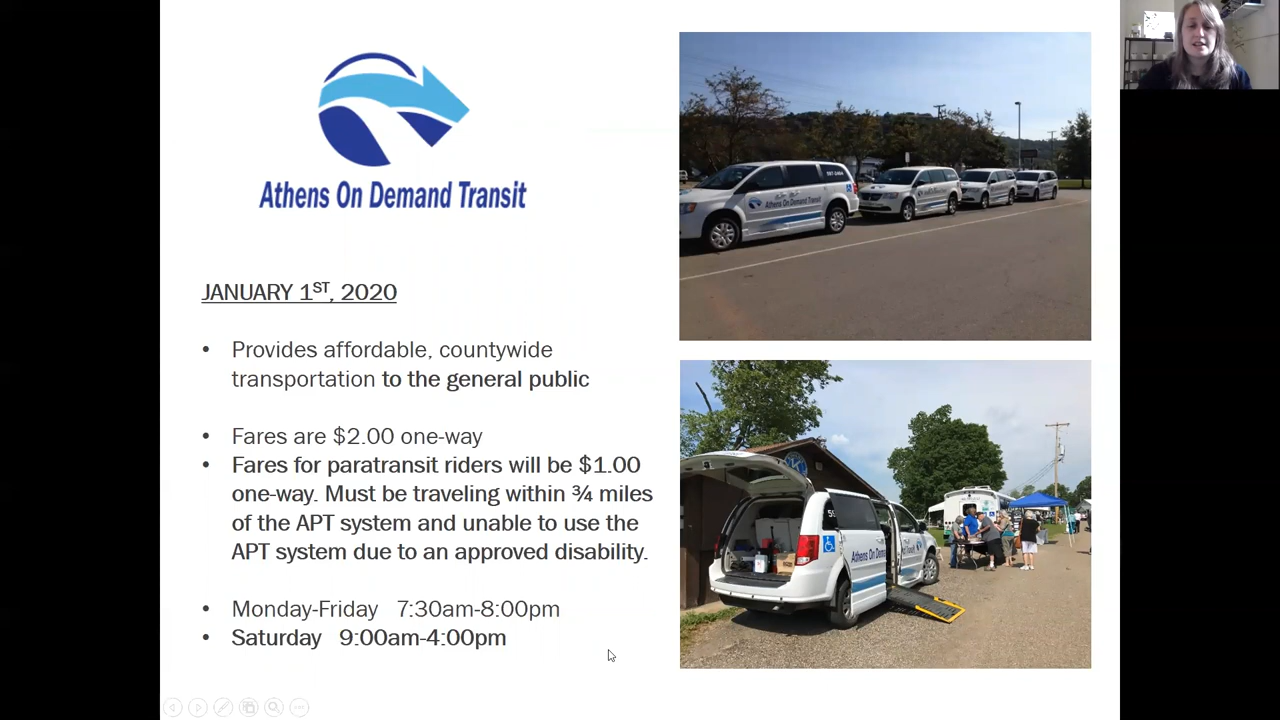 Athens On Demand Transit
JANUARY 1ST, 2020
• Provides affordable, countywide
transportation to the general public
• Fares are $2.00 one-way
• Fares for paratransit riders will be $1.00
one-way. Must be traveling within ¾ miles
of the APT system and unable to use the
APT system due to an approved disability.
• Monday-Friday 7:30am-8:00pm
• Saturday 9:00am-4:00pm
Athens On Demand Transit
Athens On Dema